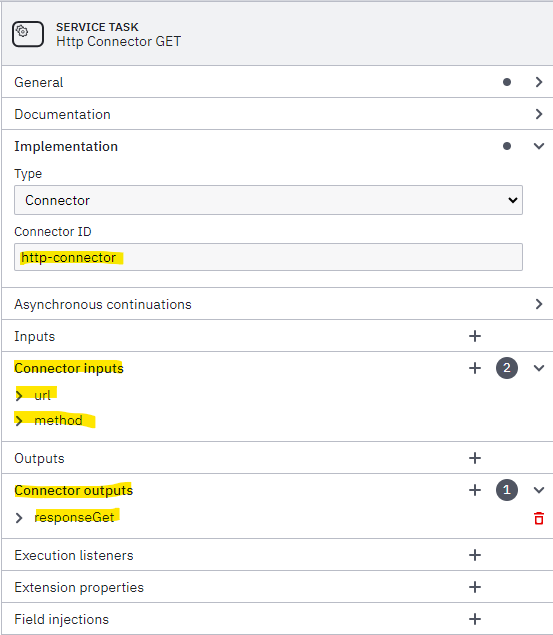 SERVICE TASK
Http Connector GET
General
Documentation
Implementation
Type
Connector
Connector ID
http-connector
Asynchronous continuations
Inputs
Connector inputs 2
url
method
Outputs
Connector outputs 1
responseGet
Execution listeners
Extension properties
Field injections